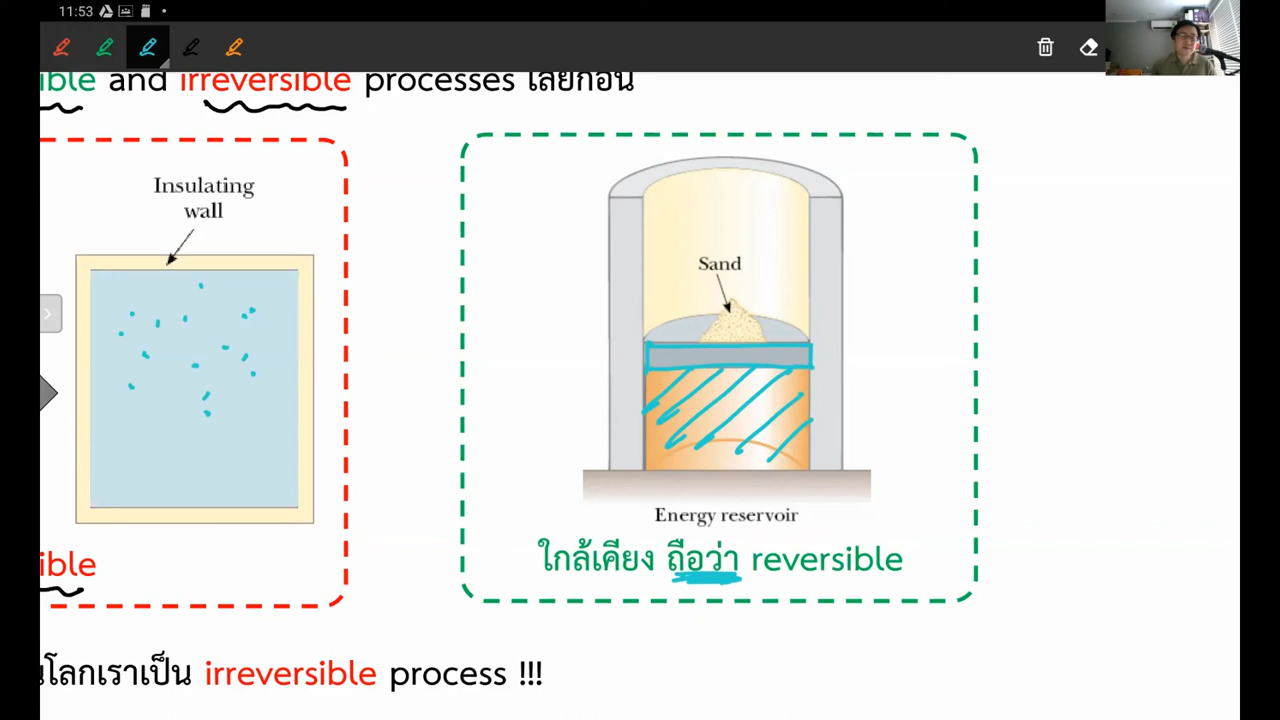 11:53
ible and irreversible processes เสียก่อน
Insulating
wall
Sand
Energy reservoir
ible
ใกล้เคียง ถือว่า reversible
นโลกเราเป็น irreversible process !!!